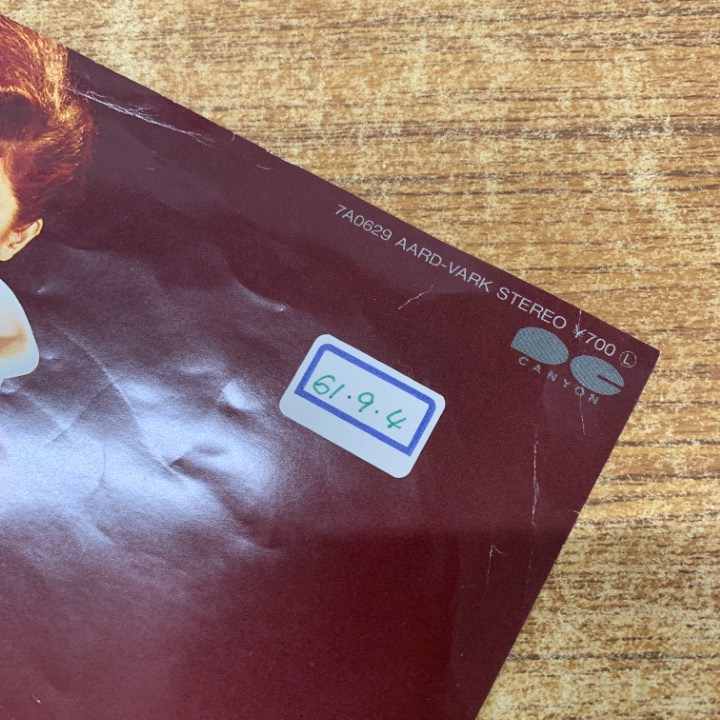 7A0629 AARD-VARK STEREO ¥700 Ⓛ
CANYON
61.9.4